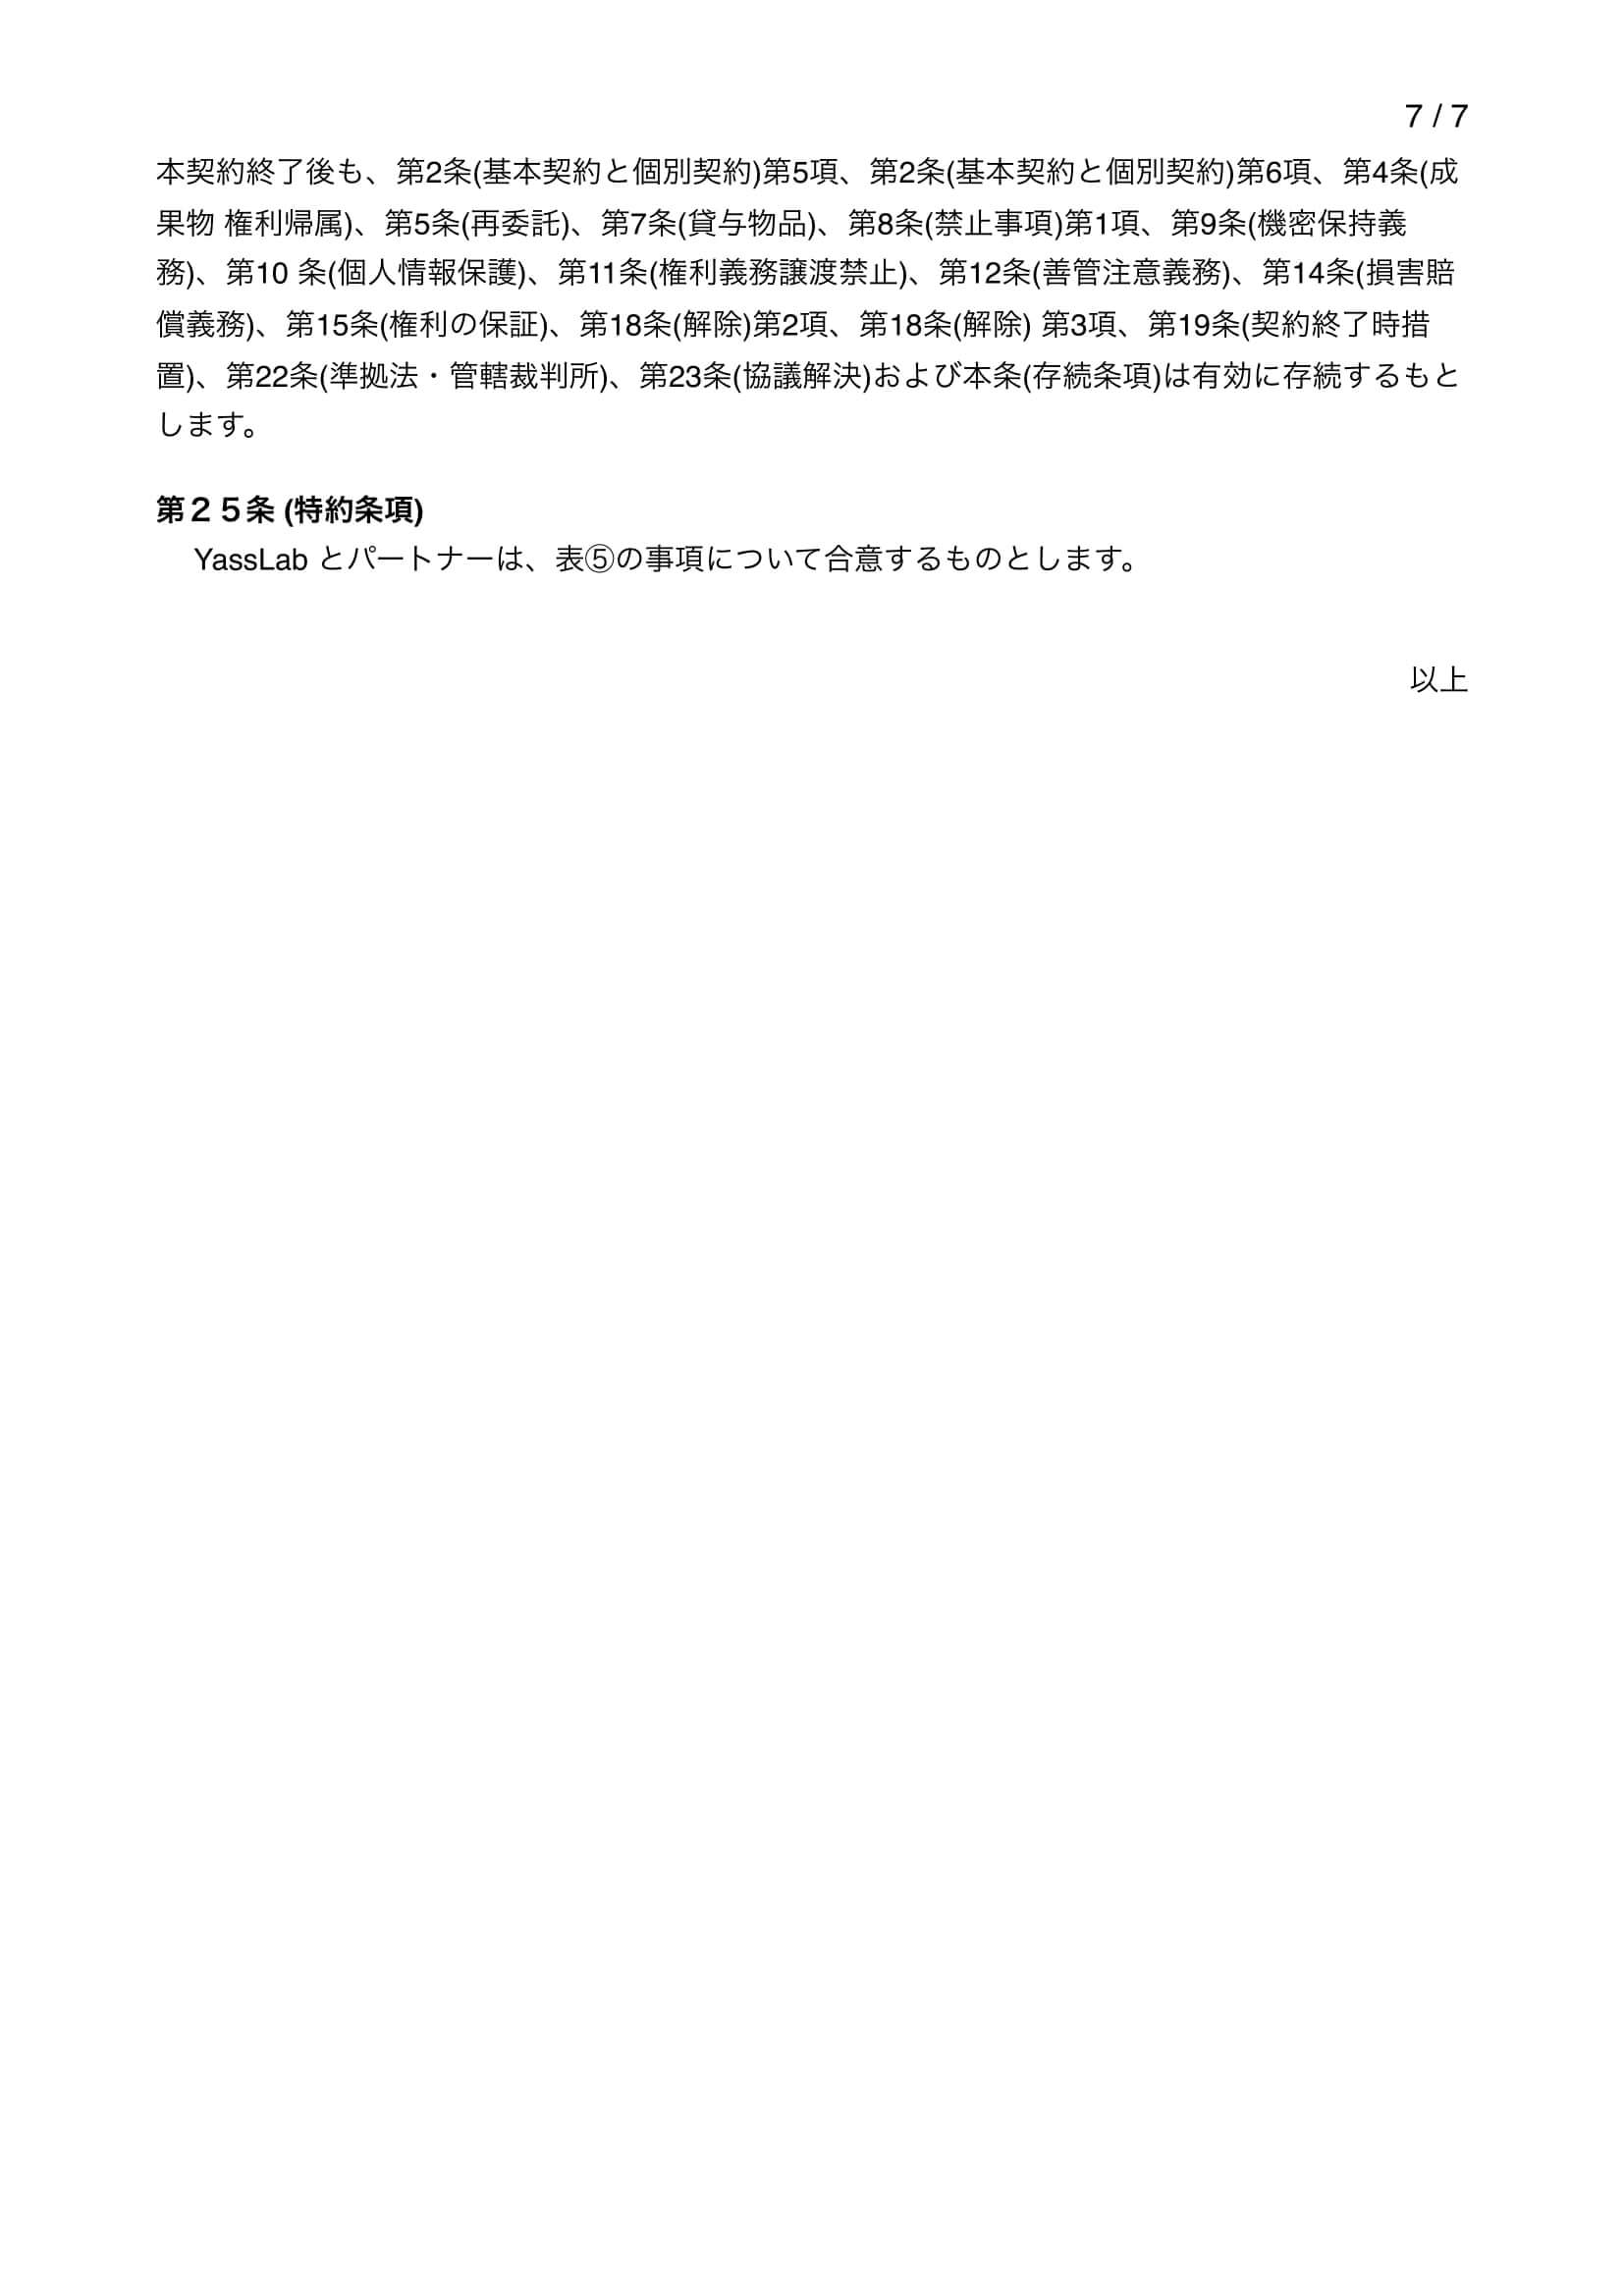 7 / 7
本契約終了後も、第2条(基本契約と個別契約)第5項、第2条(基本契約と個別契約)第6項、第4条(成
果物 権利帰属)、第5条(再委託)、第7条(貸与物品)、第8条(禁止事項)第1項、第9条(機密保持義
務)、第10 条(個人情報保護)、第11条(権利義務譲渡禁止)、第12条(善管注意義務)、第14条(損害賠
償義務)、第15条(権利の保証)、第18条(解除)第2項、第18条(解除) 第3項、第19条(契約終了時措
置)、第22条(準拠法・管轄裁判所)、第23条(協議解決)および本条(存続条項)は有効に存続するもと
します。
第２５条 (特約条項)
YassLab とパートナーは、表⑤の事項について合意するものとします。
以上